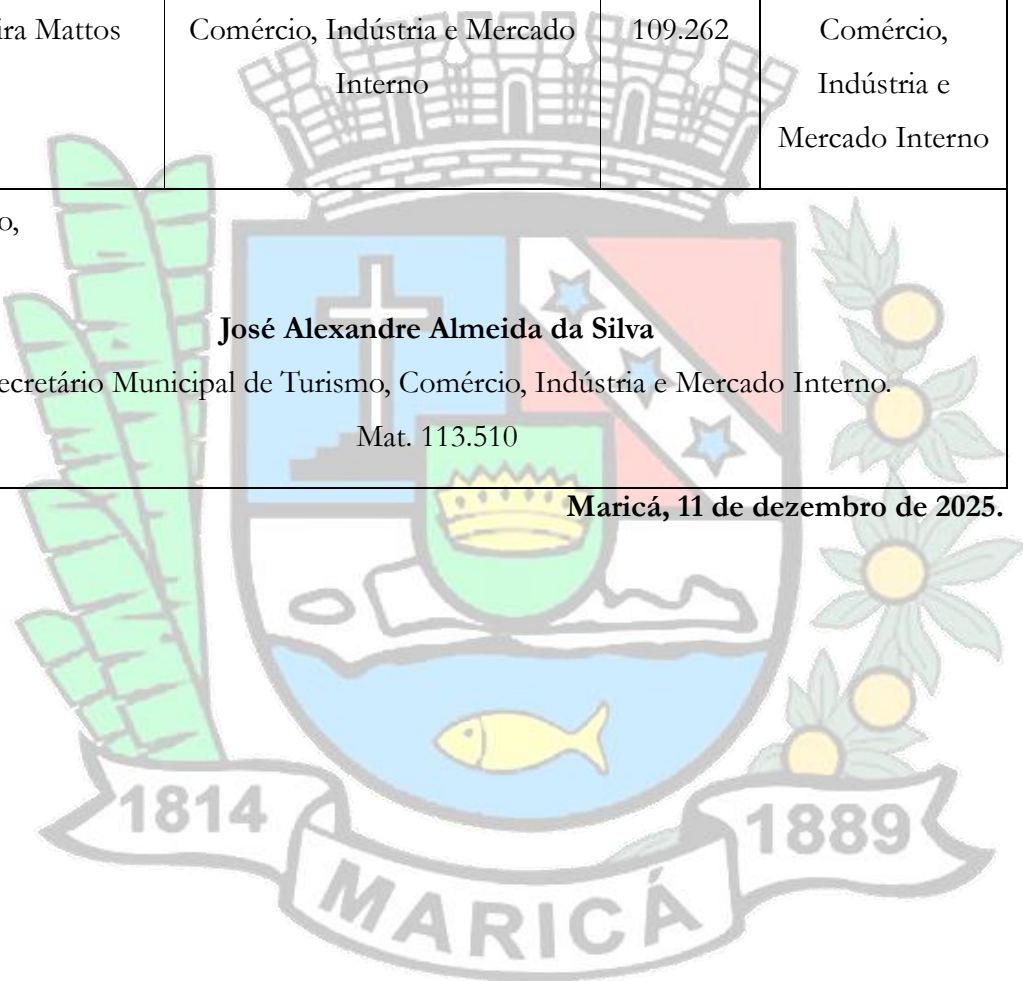 ira Mattos
Comércio, Indústria e Mercado
Interno
109.262
Comércio,
Indústria e
Mercado Interno
o,
José Alexandre Almeida da Silva
ecretário Municipal de Turismo, Comércio, Indústria e Mercado Interno.
Mat. 113.510
Maricá, 11 de dezembro de 2025.
1814
1889
MARICÁ